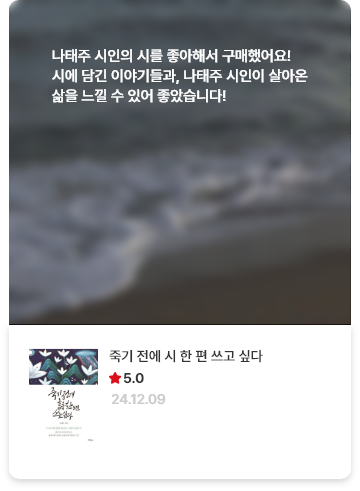 나태주 시인의 시를 좋아해서 구매했어요!
시에 담긴 이야기들과, 나태주 시인이 살아온
삶을 느낄 수 있어 좋았습니다!
죽기 전에 시 한 편 쓰고 싶다
5.0
24.12.09